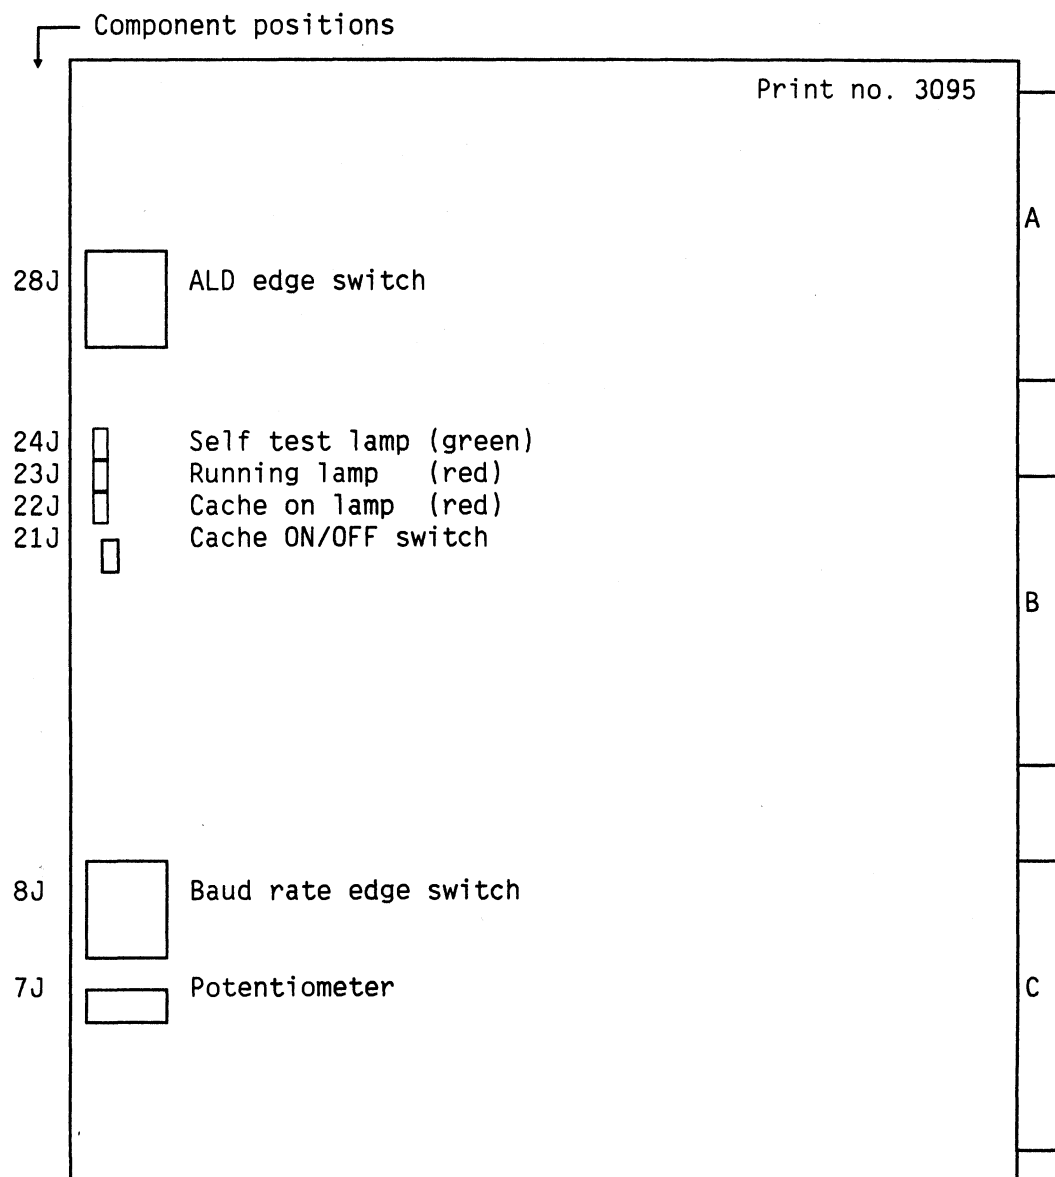 Component positions
Print no. 3095
A
28J ALD edge switch
24J Self test lamp (green)
23J Running lamp (red)
22J Cache on lamp (red)
21J Cache ON/OFF switch
B
8J Baud rate edge switch
7J Potentiometer
C